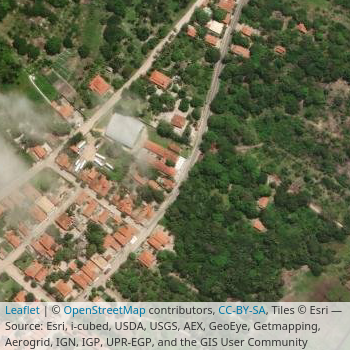 Leaflet | © OpenStreetMap contributors, CC-BY-SA, Tiles © Esri —
Source: Esri, i-cubed, USDA, USGS, AEX, GeoEye, Getmapping,
Aerogrid, IGN, IGP, UPR-EGP, and the GIS User Community